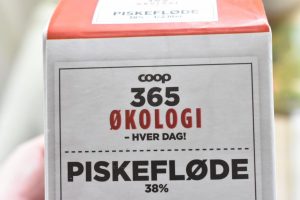 PISKEFLØDE
coop
365
ØKOLOGI
– HVER DAG!
PISKEFLØDE
38%